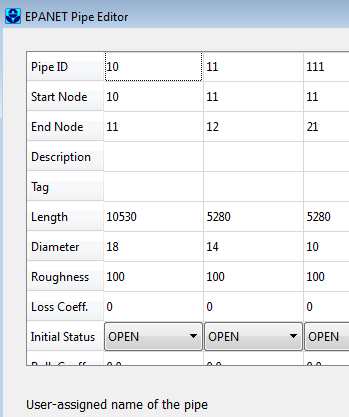 EPANET Pipe Editor
Pipe ID 10 11 111
Start Node 10 11 11
End Node 11 12 21
Description
Tag
Length 10530 5280 5280
Diameter 18 14 10
Roughness 100 100 100
Loss Coeff. 0 0 0
Initial Status OPEN OPEN OPEN
User-assigned name of the pipe